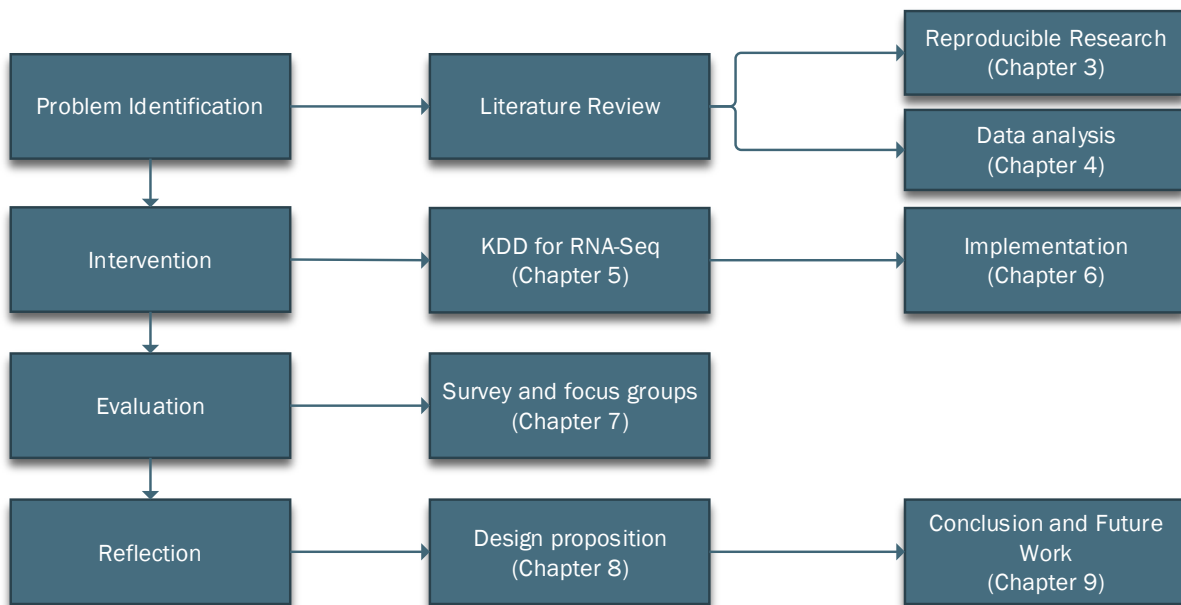 Problem Identification
Literature Review
Reproducible Research
(Chapter 3)
Data analysis
(Chapter 4)
Intervention
KDD for RNA-Seq
(Chapter 5)
Implementation
(Chapter 6)
Evaluation
Survey and focus groups
(Chapter 7)
Reflection
Design proposition
(Chapter 8)
Conclusion and Future
Work
(Chapter 9)